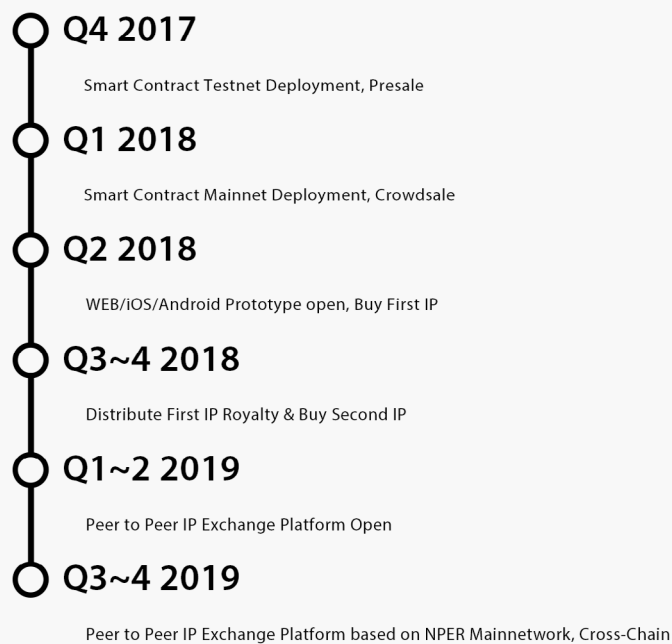 Q4 2017
Smart Contract Testnet Deployment, Presale
Q1 2018
Smart Contract Mainnet Deployment, Crowdsale
Q2 2018
WEB/iOS/Android Prototype open, Buy First IP
Q3~4 2018
Distribute First IP Royalty & Buy Second IP
Q1~2 2019
Peer to Peer IP Exchange Platform Open
Q3~4 2019
Peer to Peer IP Exchange Platform based on NPER Mainnetwork, Cross-Chain